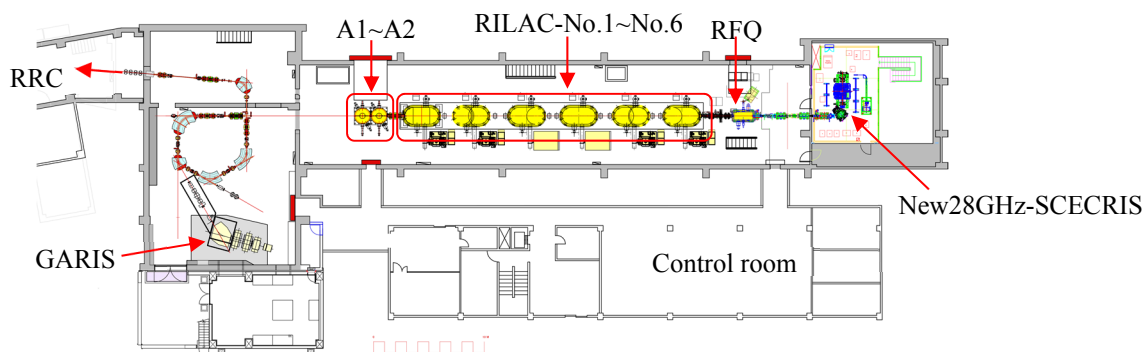 A1~A2
RILAC-No.1~No.6
RFQ
RRC
New28GHz-SCECRIS
GARIS
Control room